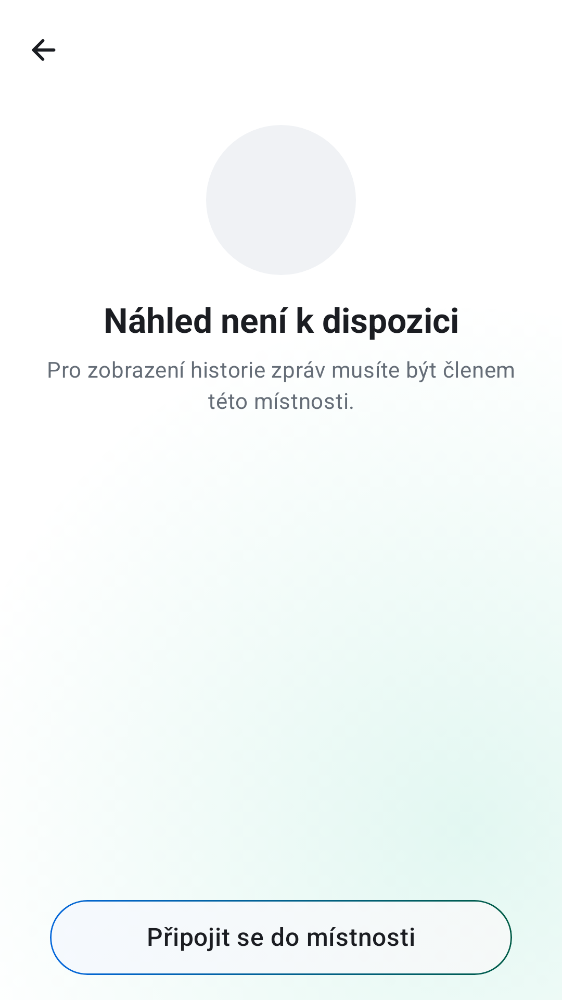 Náhled není k dispozici
Pro zobrazení historie zpráv musíte být členem
této místnosti.
Připojit se do místnosti